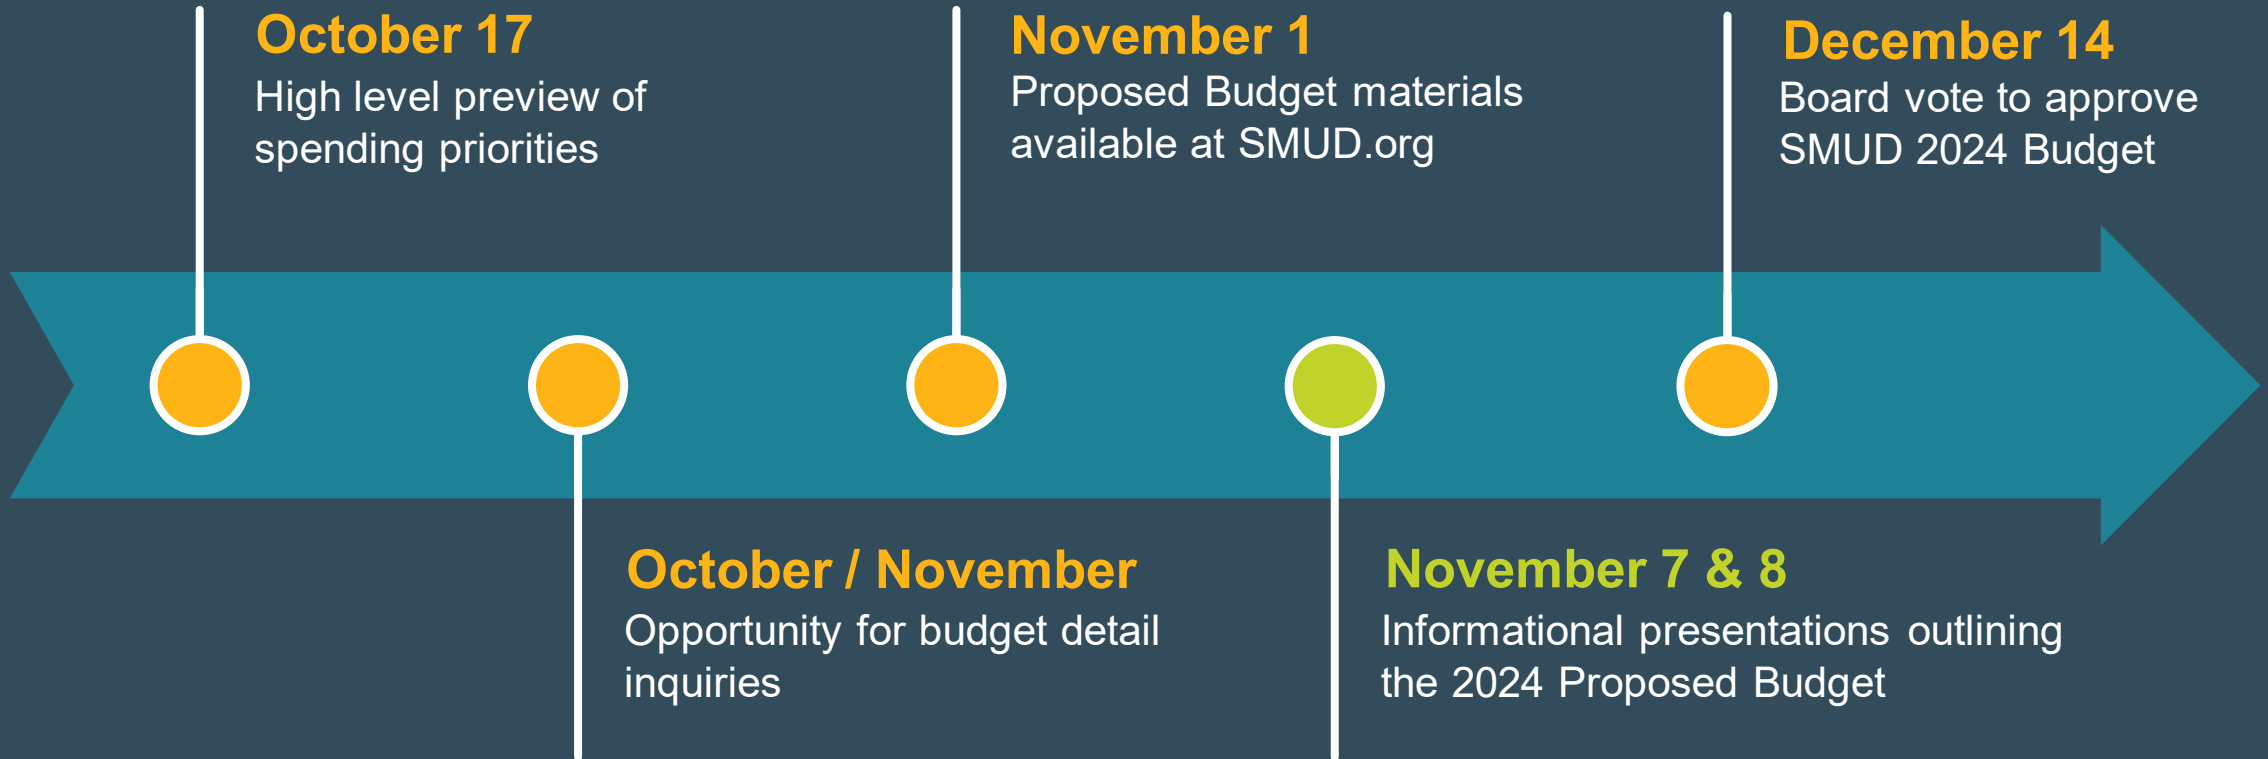 October 17
High level preview of
spending priorities
October / November
Opportunity for budget detail
inquiries
November 1
Proposed Budget materials
available at SMUD.org
November 7 & 8
Informational presentations outlining
the 2024 Proposed Budget
December 14
Board vote to approve
SMUD 2024 Budget